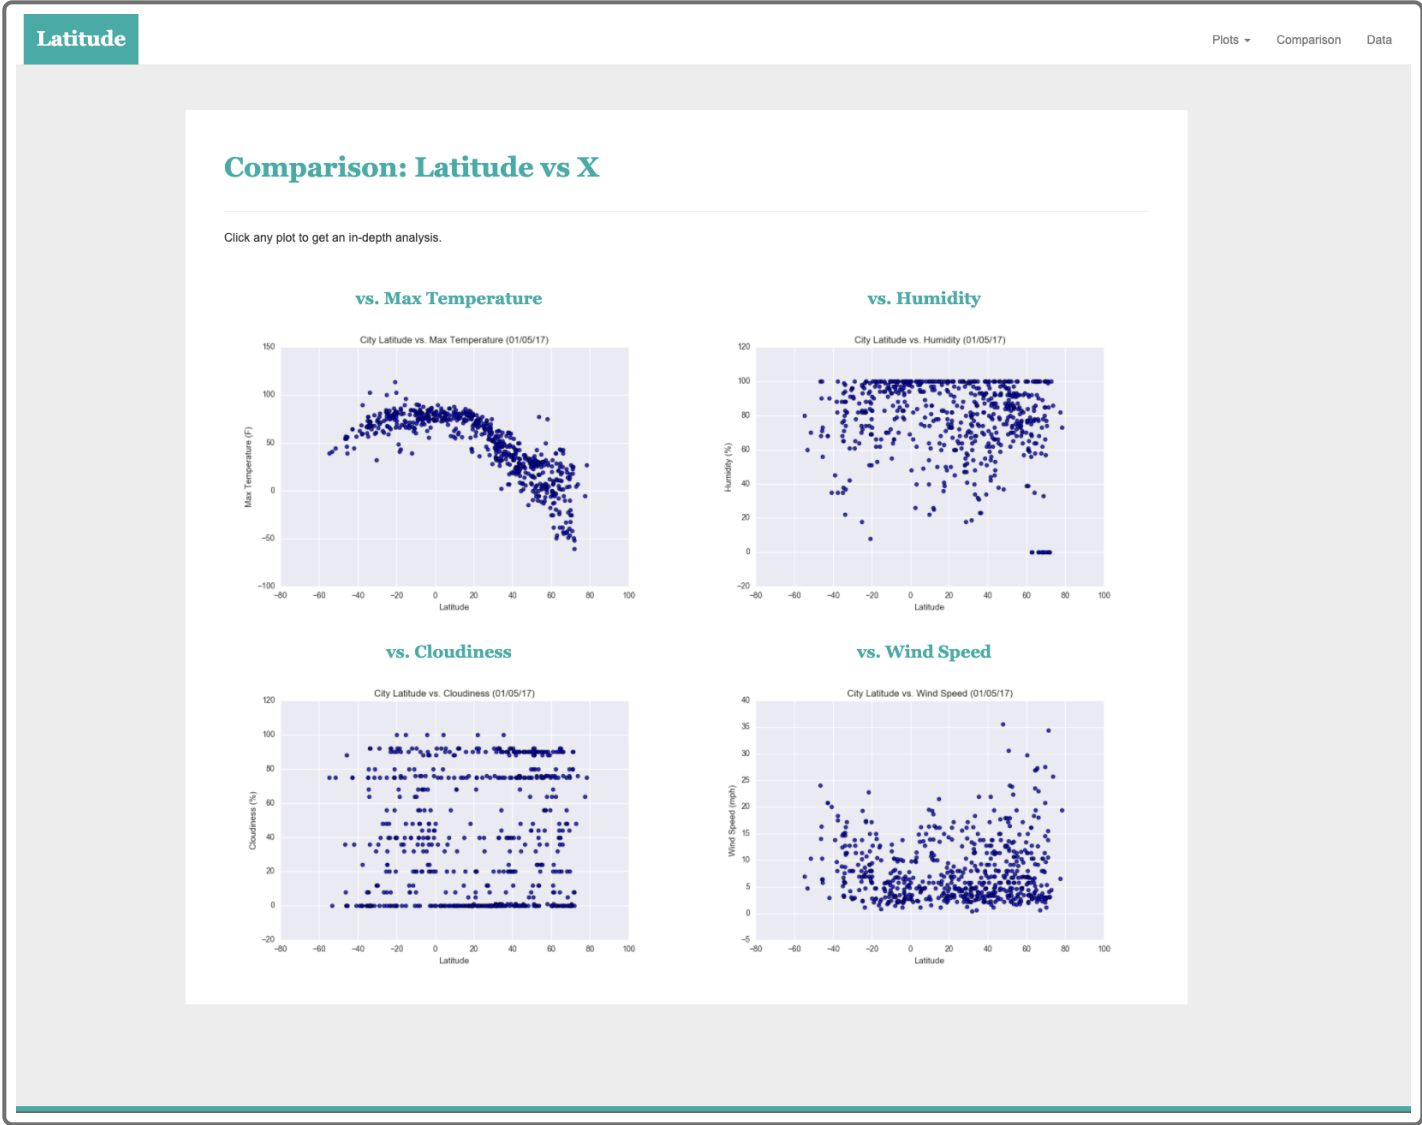 Latitude
Plots Comparison Data
Comparison: Latitude vs X
Click any plot to get an in-depth analysis.
vs. Max Temperature
City Latitude vs. Max Temperature (01/05/17)
150
100
50
0
−50
−100
Max Temperature (F)
−80 −60 −40 −20 0 20 40 60 80 100
Latitude
vs. Humidity
City Latitude vs. Humidity (01/05/17)
120
100
80
60
40
20
0
−20
Humidity (%)
−80 −60 −40 −20 0 20 40 60 80 100
Latitude
vs. Cloudiness
City Latitude vs. Cloudiness (01/05/17)
120
100
80
60
40
20
0
−20
Cloudiness (%)
−80 −60 −40 −20 0 20 40 60 80 100
Latitude
vs. Wind Speed
City Latitude vs. Wind Speed (01/05/17)
40
35
30
25
20
15
10
5
0
−5
Wind Speed (mph)
−80 −60 −40 −20 0 20 40 60 80 100
Latitude